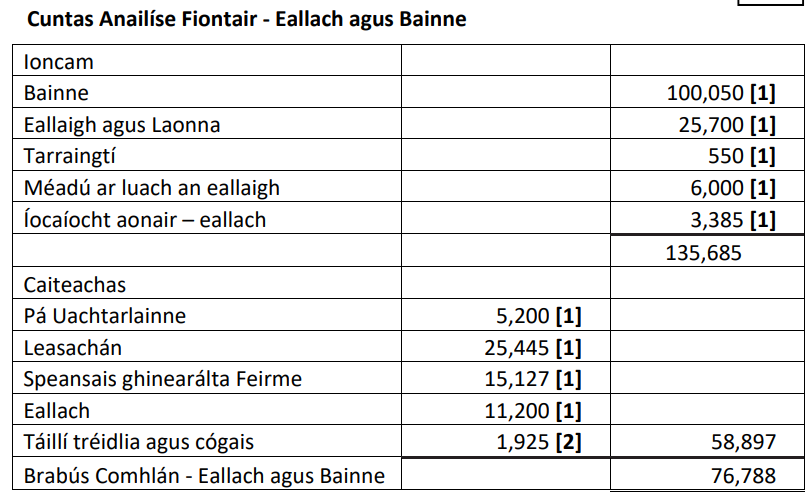 Cuntas Anailíse Fiontair - Eallach agus Bainne
Ioncam
Bainne 100,050 [1]
Eallaigh agus Laonna 25,700 [1]
Tarraingtí 550 [1]
Méadú ar luach an eallaigh 6,000 [1]
Íocaíocht aonair – eallach 3,385 [1]
135,685
Caiteachas
Pá Uachtarlainne 5,200 [1]
Leasachán 25,445 [1]
Speansais ghinearálta Feirme 15,127 [1]
Eallach 11,200 [1]
Táillí tréidlia agus cógais 1,925 [2] 58,897
Brabús Comhlán - Eallach agus Bainne 76,788